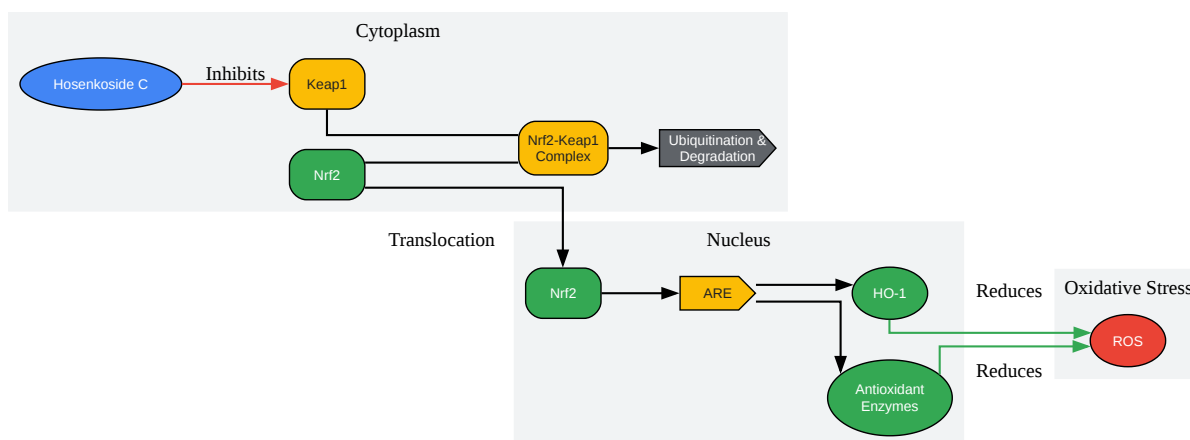 Cytoplasm
Hosenkoside C
Inhibits
Keap1
Nrf2-Keap1
Complex
Ubiquitination &
Degradation
Nrf2
Translocation
Nucleus
Nrf2
ARE
HO-1
Reduces
Oxidative Stress
ROS
Reduces
Antioxidant
Enzymes